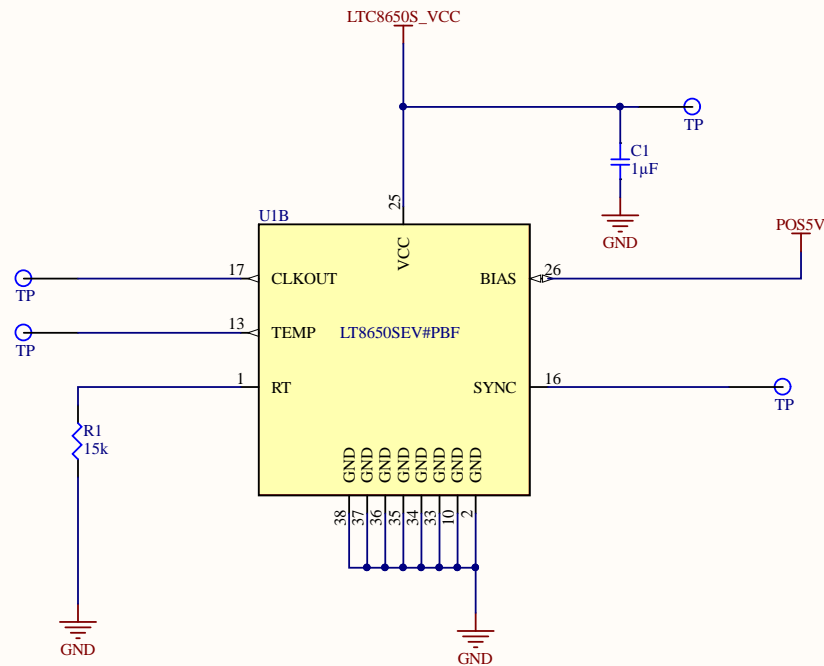 LTC8650S_VCC
TP
C1
1µF
GND
25
U1B
VCC
POS5V
17
CLKOUT
BIAS
26
TP
13
TEMP
LT8650SEV#PBF
TP
1
RT
SYNC
16
TP
R1
15k
GND
GND
GND
GND
GND
GND
GND
GND
38
37
36
35
34
33
10
2
GND
GND